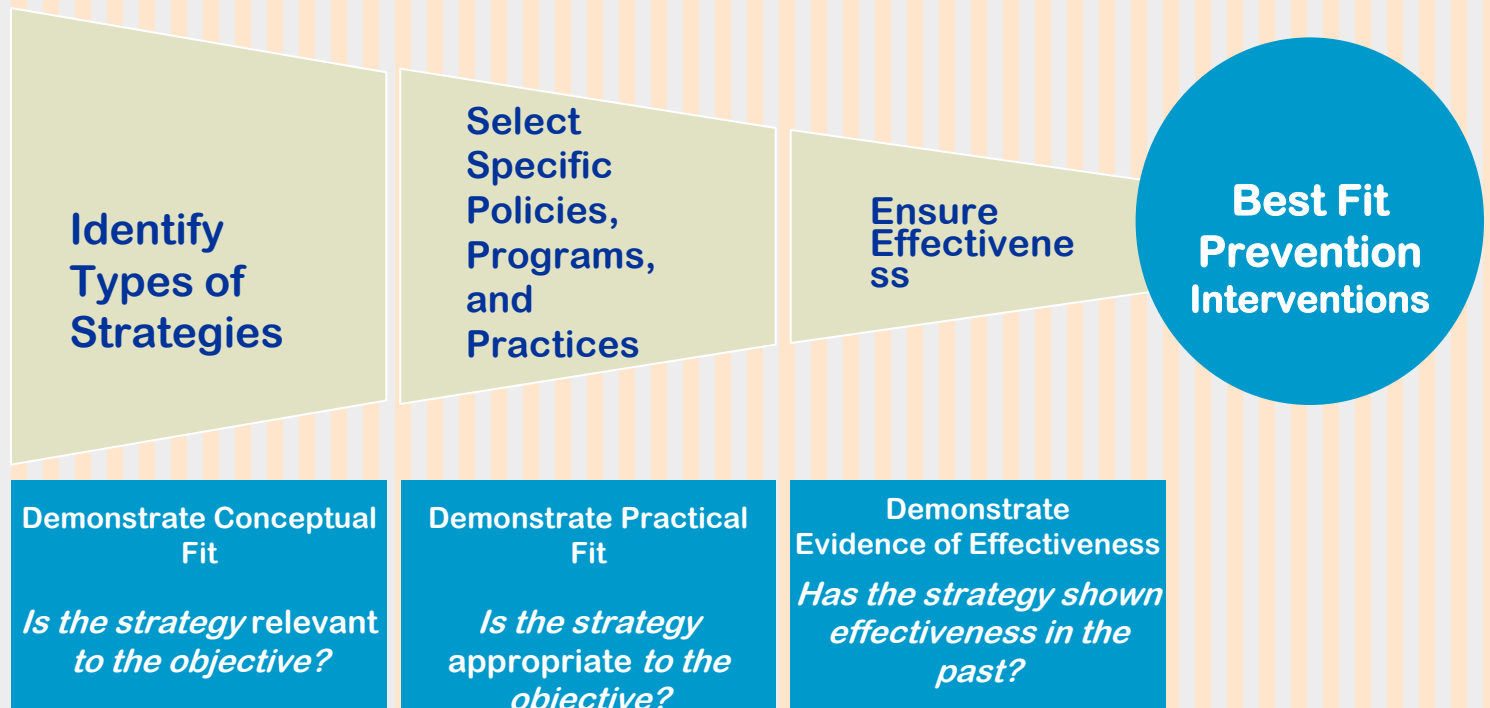 Identify
Types of
Strategies
Select
Specific
Policies,
Programs,
and
Practices
Ensure
Effectivene
ss
Best Fit
Prevention
Interventions
Demonstrate Conceptual
Fit
Is the strategy relevant
to the objective?
Demonstrate Practical
Fit
Is the strategy
appropriate to the
objective?
Demonstrate
Evidence of Effectiveness
Has the strategy shown
effectiveness in the
past?